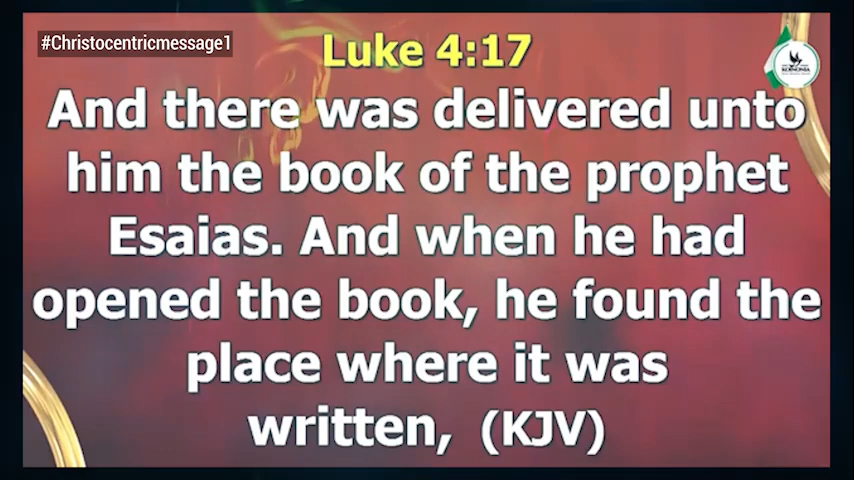 #Christocentricmessage1
Luke 4:17
KOINONIA
And there was delivered unto
him the book of the prophet
Esaias. And when he had
opened the book, he found the
place where it was
written, (KJV)